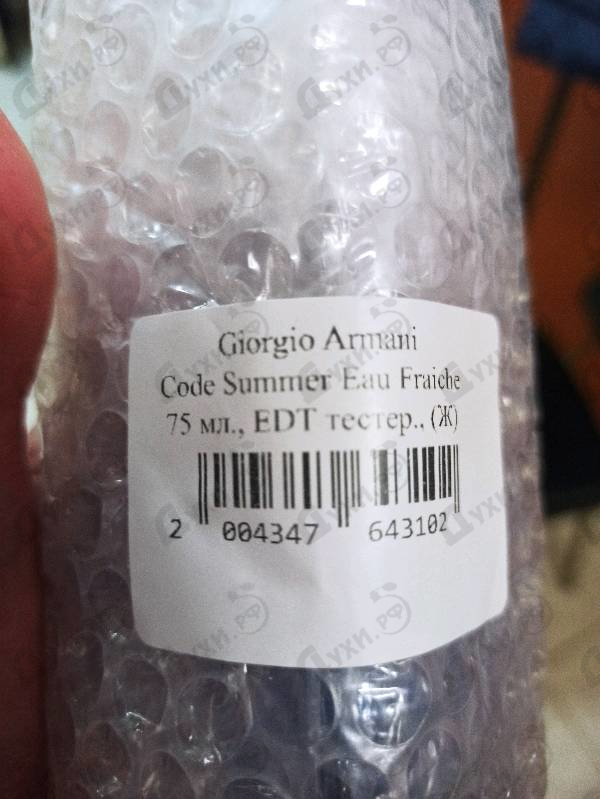 Giorgio Armani
Code Summer Eau Fraiche
75 мл., EDT тестер., (Ж)
2 004347 643102